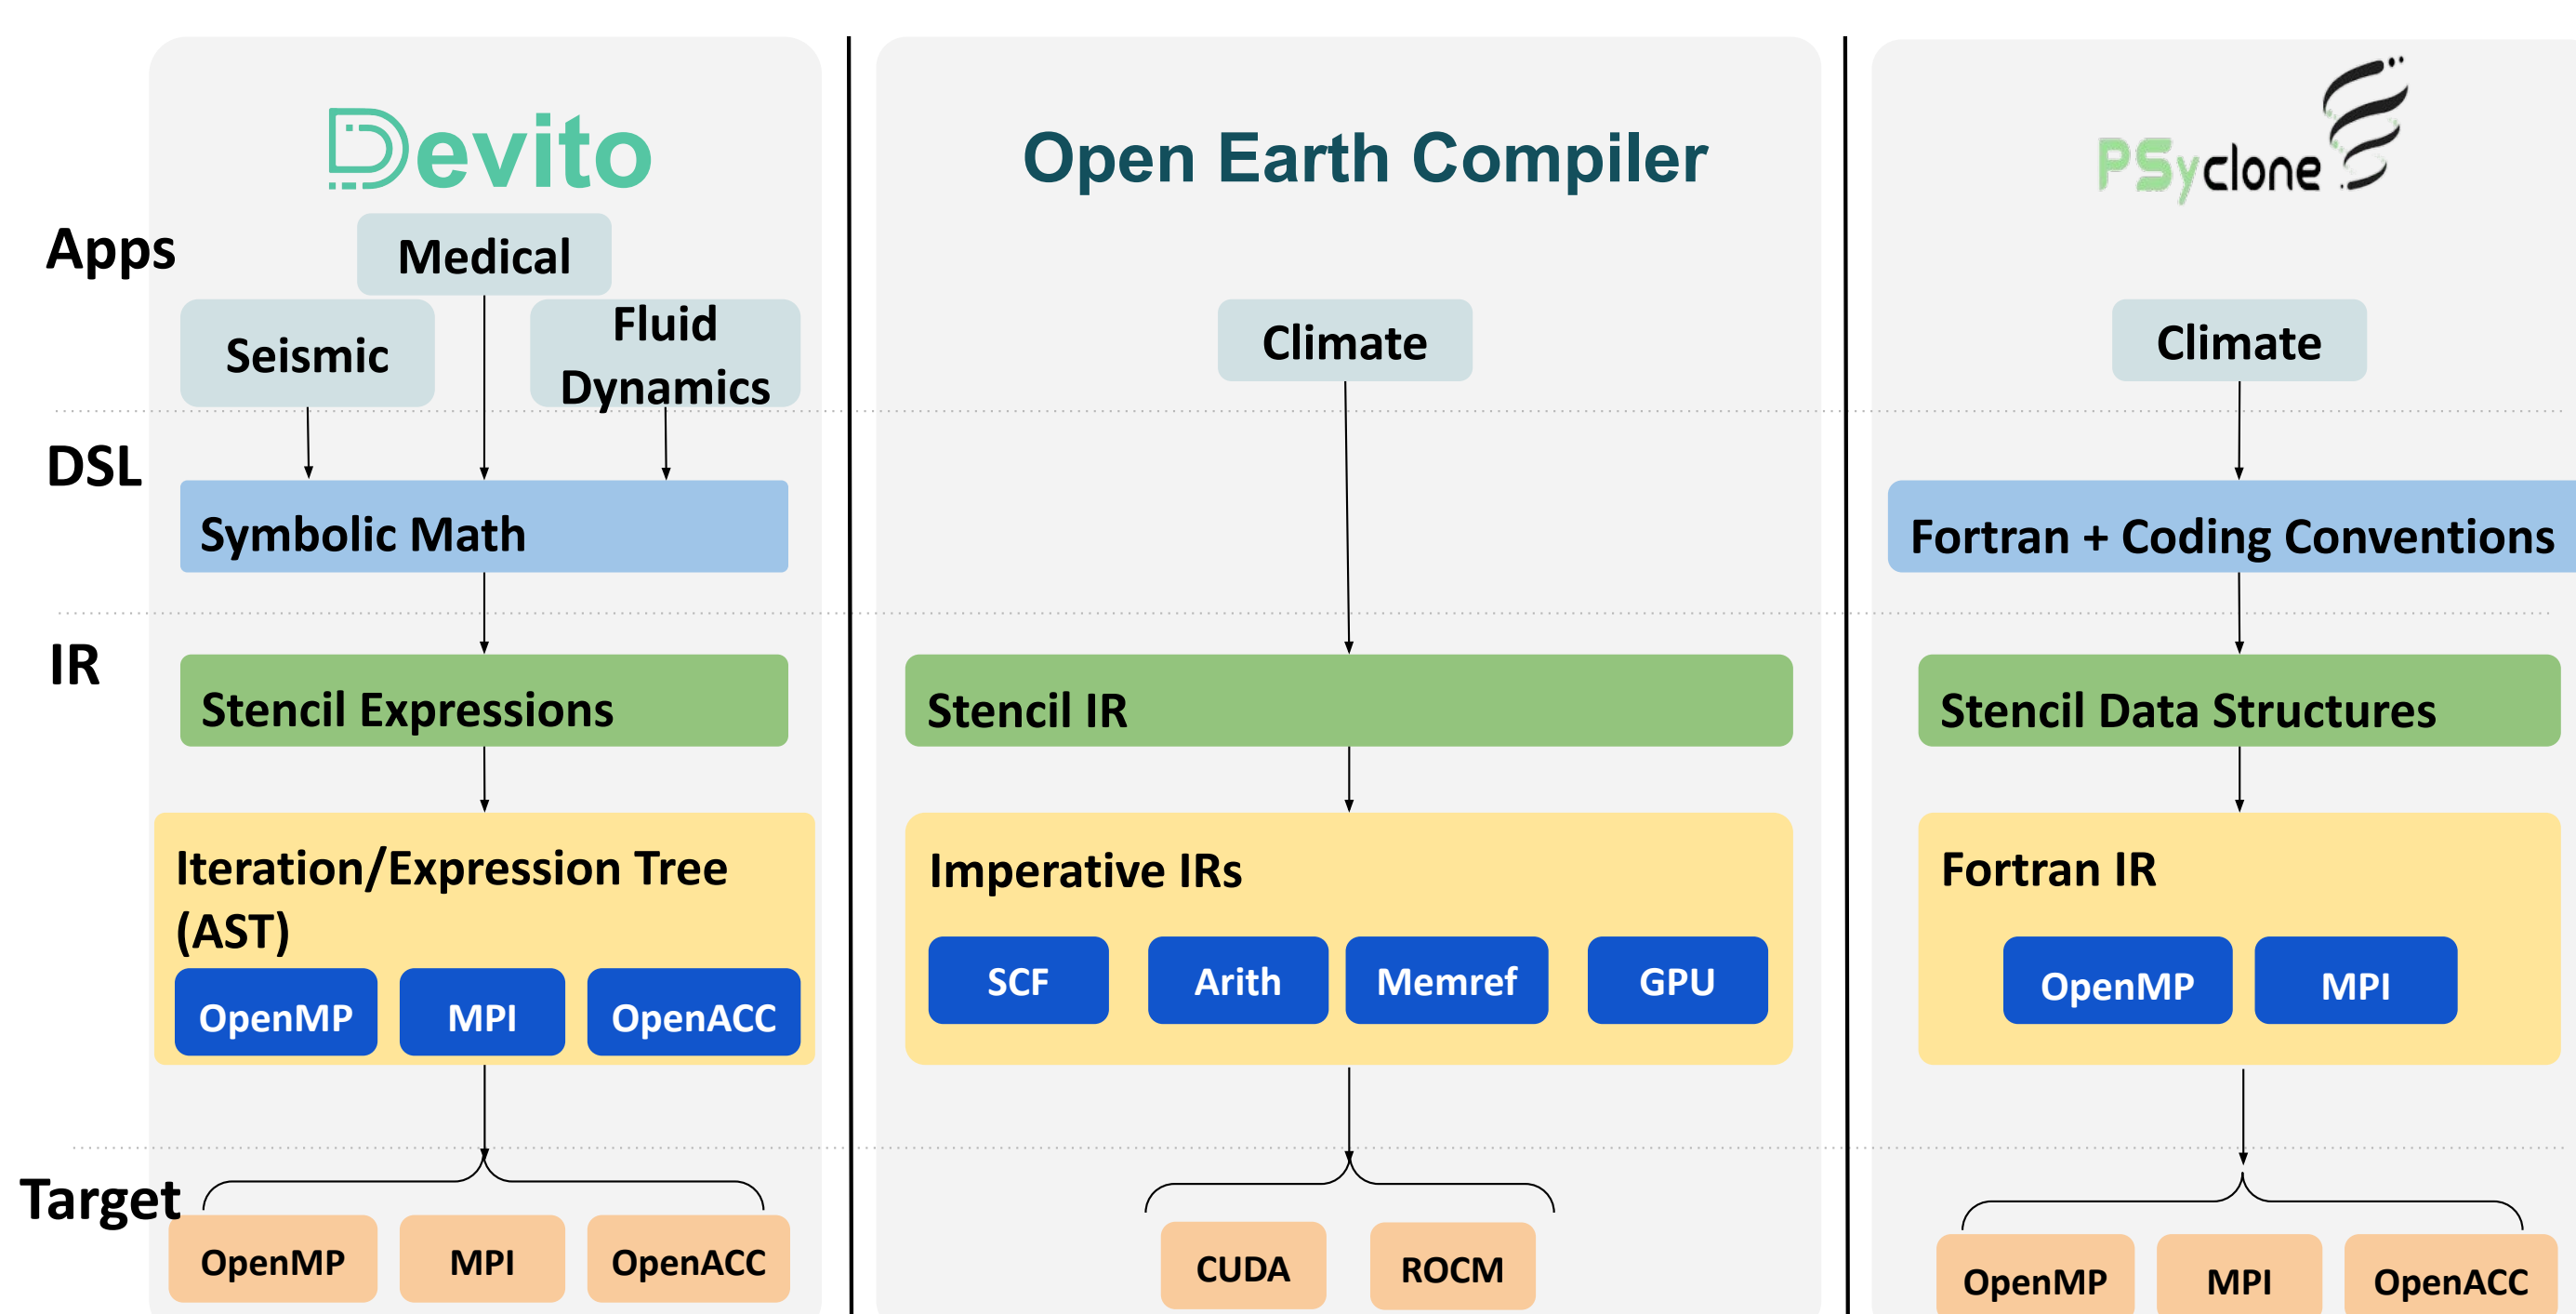 Devito
Open Earth Compiler
PSyclone
Apps
Medical
Seismic
Fluid
Dynamics
Climate
Climate
DSL
Symbolic Math
Fortran + Coding Conventions
IR
Stencil Expressions
Stencil IR
Stencil Data Structures
Iteration/Expression Tree
(AST)
OpenMP
MPI
OpenACC
Imperative IRs
SCF
Arith
Memref
GPU
Fortran IR
OpenMP
MPI
Target
OpenMP
MPI
OpenACC
CUDA
ROCM
OpenMP
MPI
OpenACC